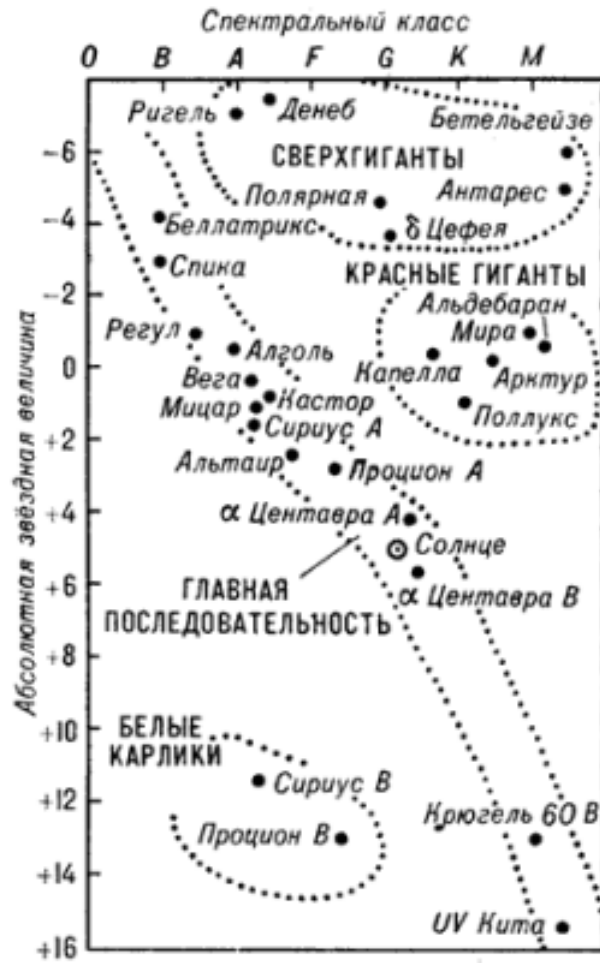 Спектральный класс
O B A F G K M
Ригель Денеб Бетельгейзе
-6 СВЕРХГИГАНТЫ
Полярная Антарес
-4 Беллатрикс δ Цефея
Спика КРАСНЫЕ ГИГАНТЫ
-2 Альдебаран
Регул Мира
Алголь
0 Вега Капелла Арктур
Мицар Кастор Поллукс
+2 Сириус А
Альтаир Процион А
+4 α Центавра А
Солнце
+6 ГЛАВНАЯ α Центавра В
ПОСЛЕДОВАТЕЛЬНОСТЬ
+8
+10 БЕЛЫЕ
КАРЛИКИ
Сириус В
+12 Крюгель 60 В
Процион В
+14
UV Кита
+16
Абсолютная звёздная величина